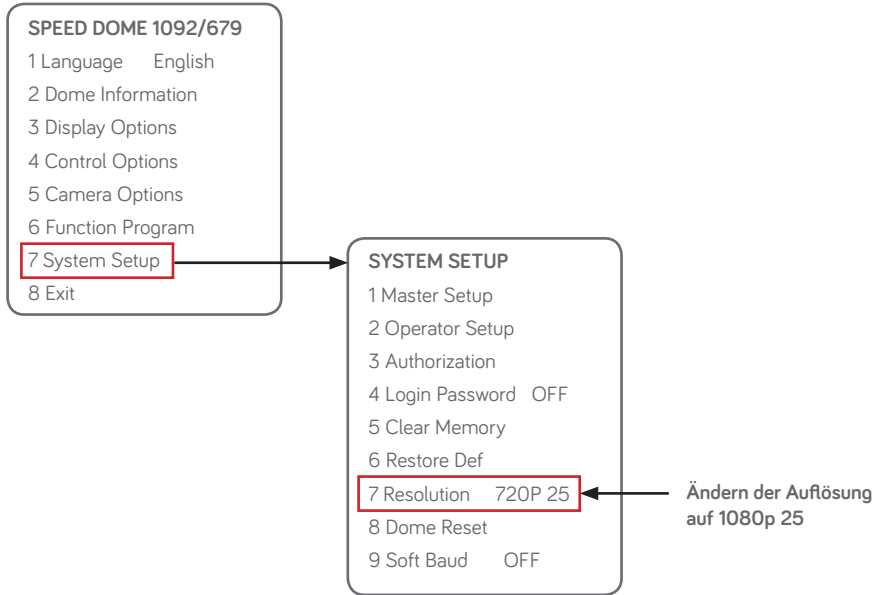 SPEED DOME 1092/679
1 Language English
2 Dome Information
3 Display Options
4 Control Options
5 Camera Options
6 Function Program
7 System Setup
8 Exit
SYSTEM SETUP
1 Master Setup
2 Operator Setup
3 Authorization
4 Login Password OFF
5 Clear Memory
6 Restore Def
7 Resolution 720P 25
8 Dome Reset
9 Soft Baud OFF
Ändern der Auflösung
auf 1080p 25